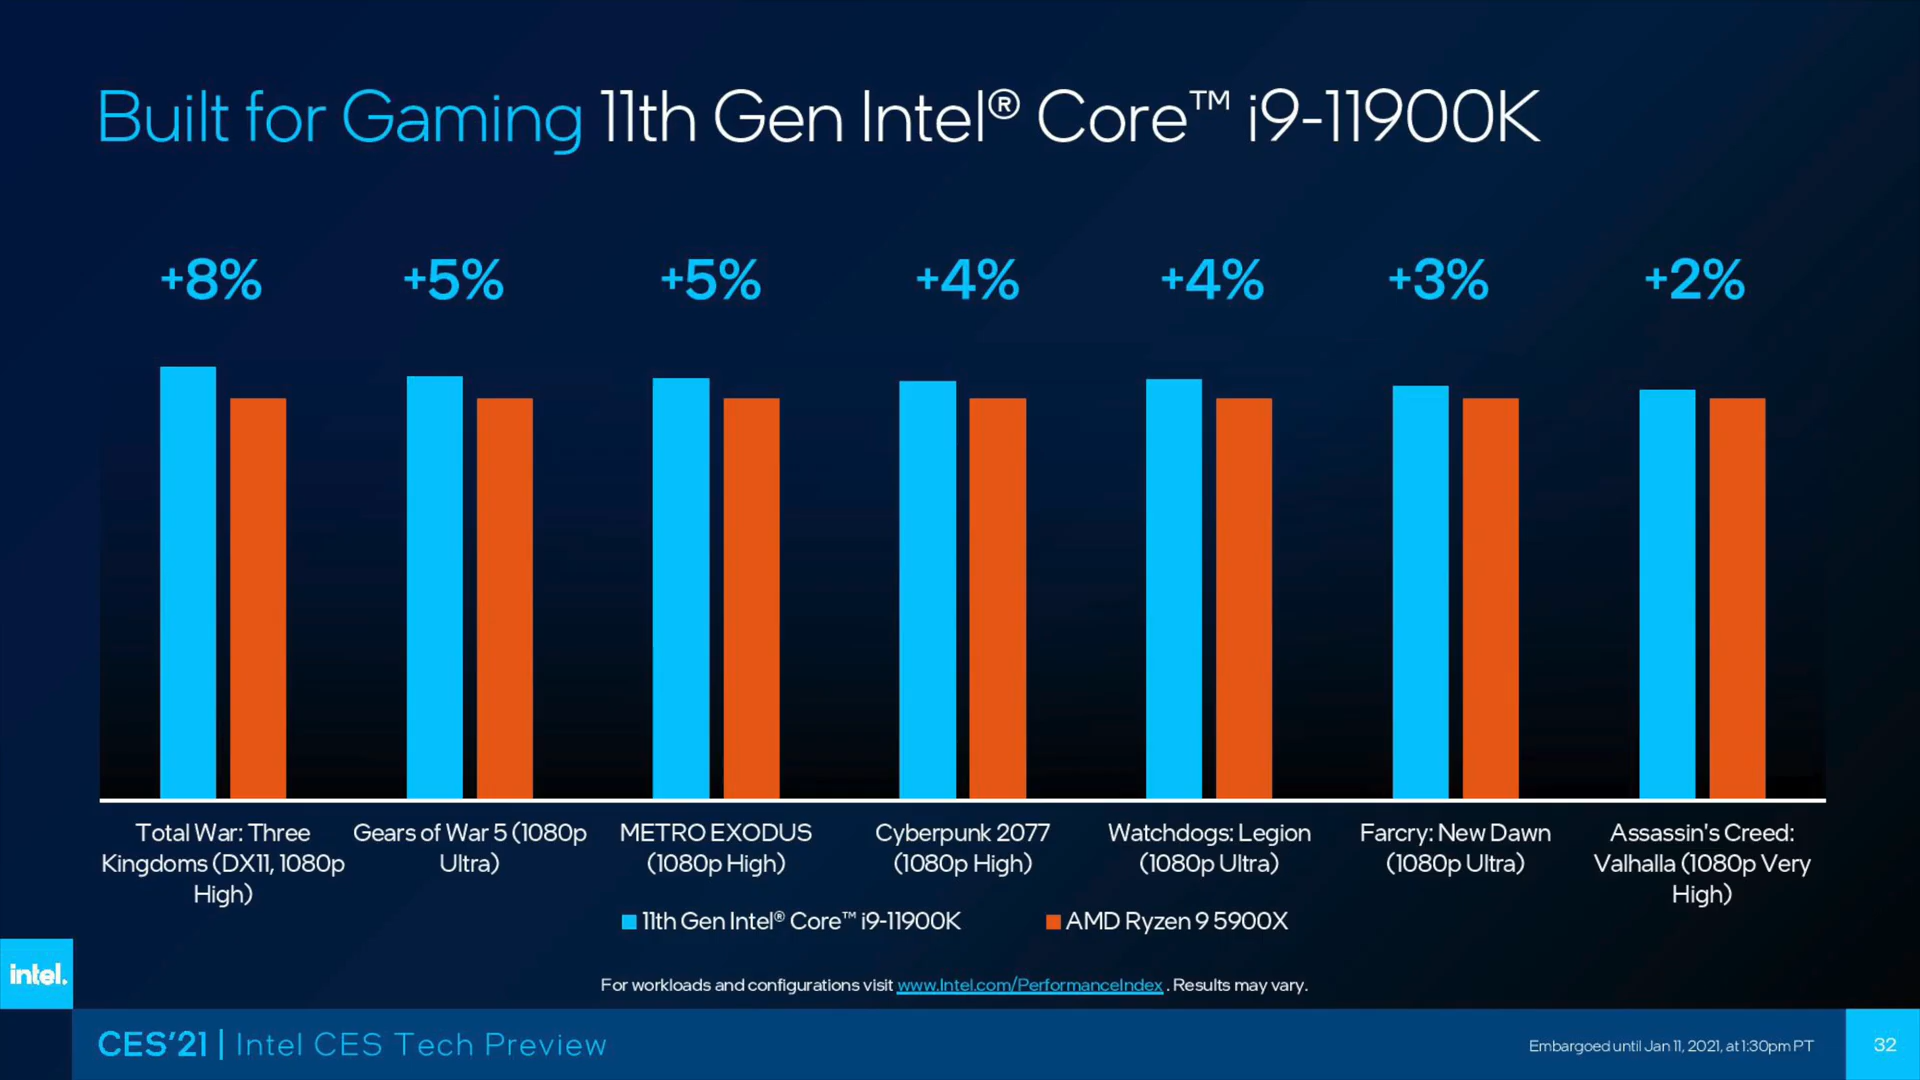 Built for Gaming 11th Gen Intel® Core™ i9-11900K
+8% +5% +5% +4% +4% +3% +2%
Total War: Three
Kingdoms (DX11, 1080p
High)
Gears of War 5 (1080p
Ultra)
METRO EXODUS
(1080p High)
Cyberpunk 2077
(1080p High)
Watchdogs: Legion
(1080p Ultra)
Farcry: New Dawn
(1080p Ultra)
Assassin's Creed:
Valhalla (1080p Very
High)
11th Gen Intel® Core™ i9-11900K
AMD Ryzen 9 5900X
intel.
For workloads and configurations visit www.Intel.com/PerformanceIndex . Results may vary.
CES'21 | Intel CES Tech Preview
Embargoed until Jan 11, 2021, at 1:30pm PT
32